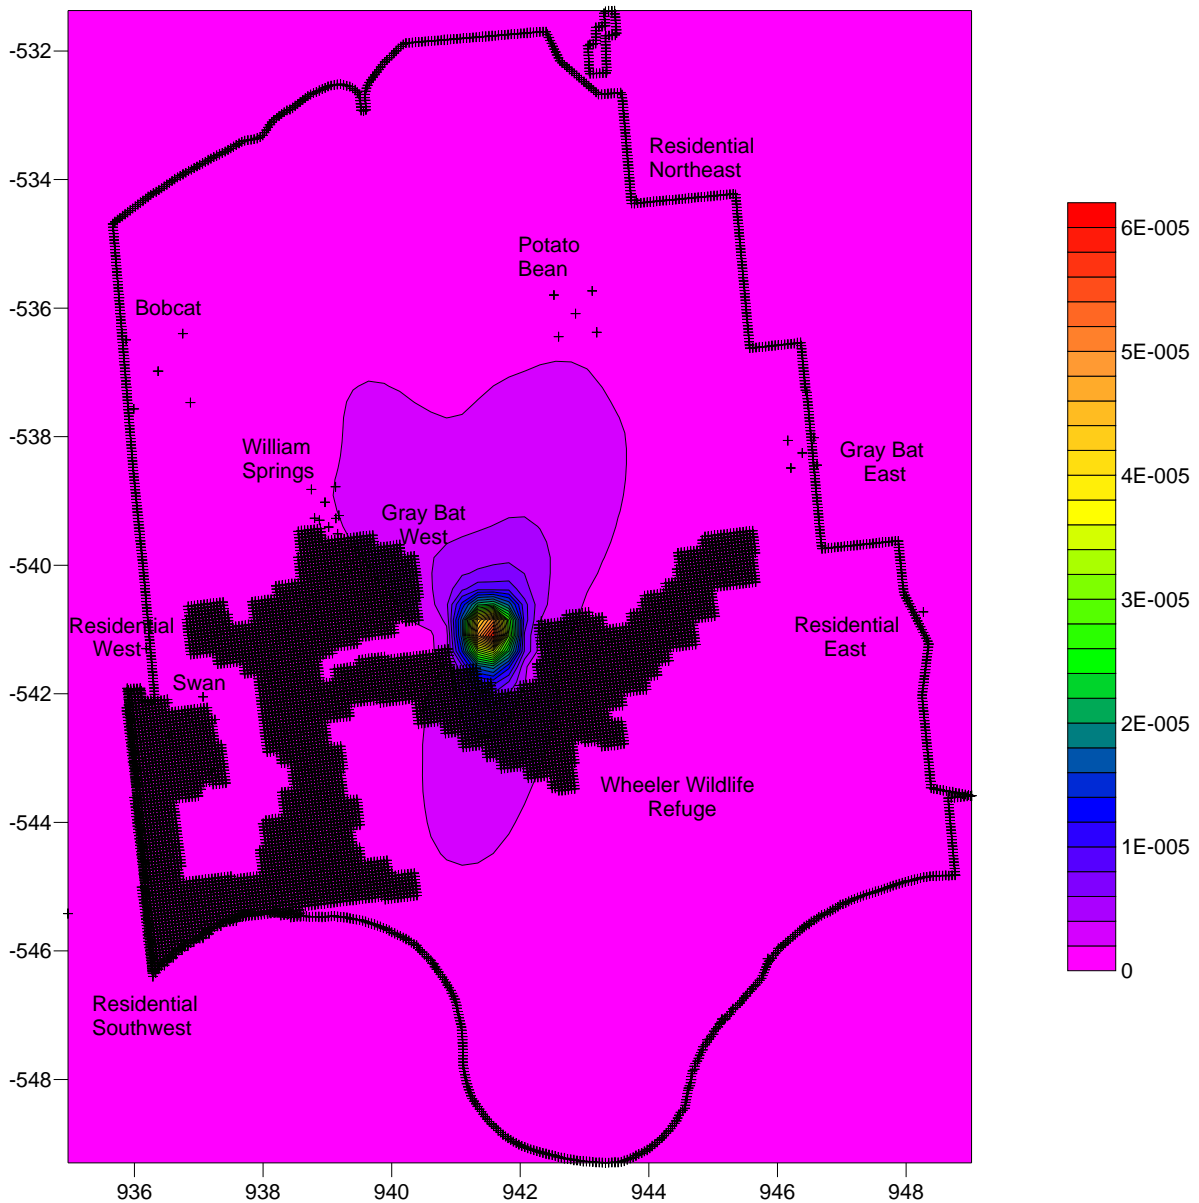 -532
-534
-536
-538
-540
-542
-544
-546
-548
Residential
Northeast
Potato
Bean
Bobcat
William
Springs
Gray Bat
West
Gray Bat
East
Residential
West
Residential
East
Swan
Wheeler Wildlife
Refuge
Residential
Southwest
936
938
940
942
944
946
948
6E-005
5E-005
4E-005
3E-005
2E-005
1E-005
0